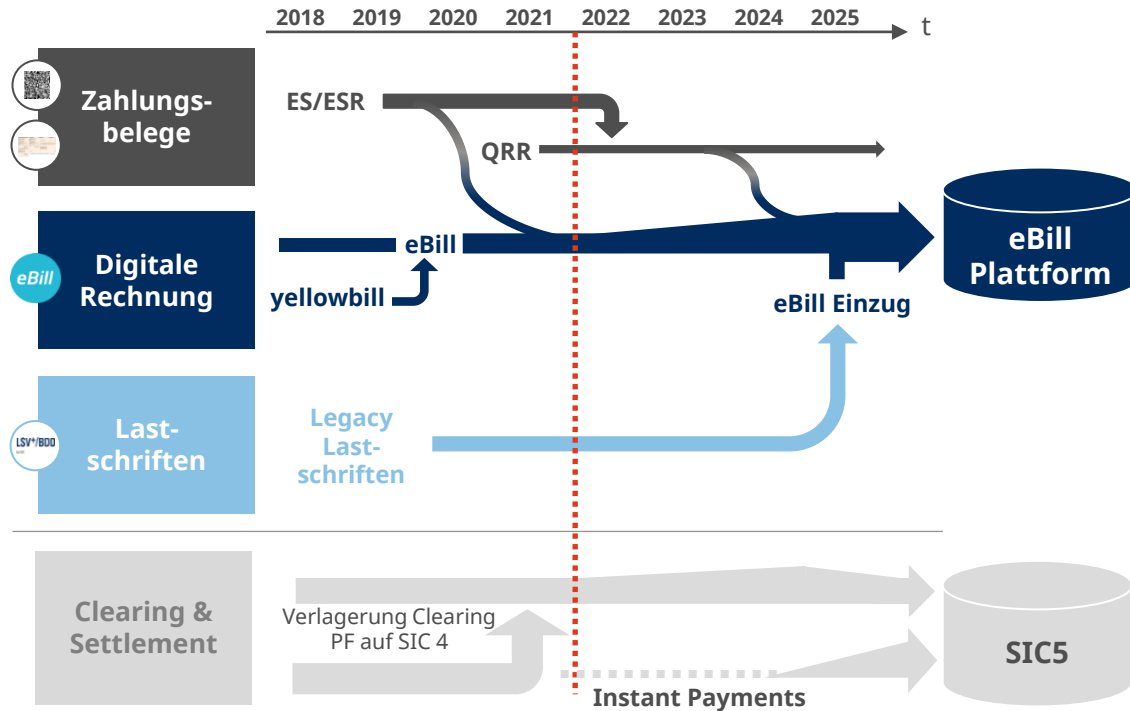 2018 2019 2020 2021 2022 2023 2024 2025 t
Zahlungs-
belege
ES/ESR
QRR
eBill
Digitale
Rechnung
eBill
yellowbill
eBill Einzug
eBill
Plattform
LSV+/BDD
Last-
schriften
Legacy
Last-
schriften
Clearing &
Settlement
Verlagerung Clearing
PF auf SIC 4
Instant Payments
SIC5